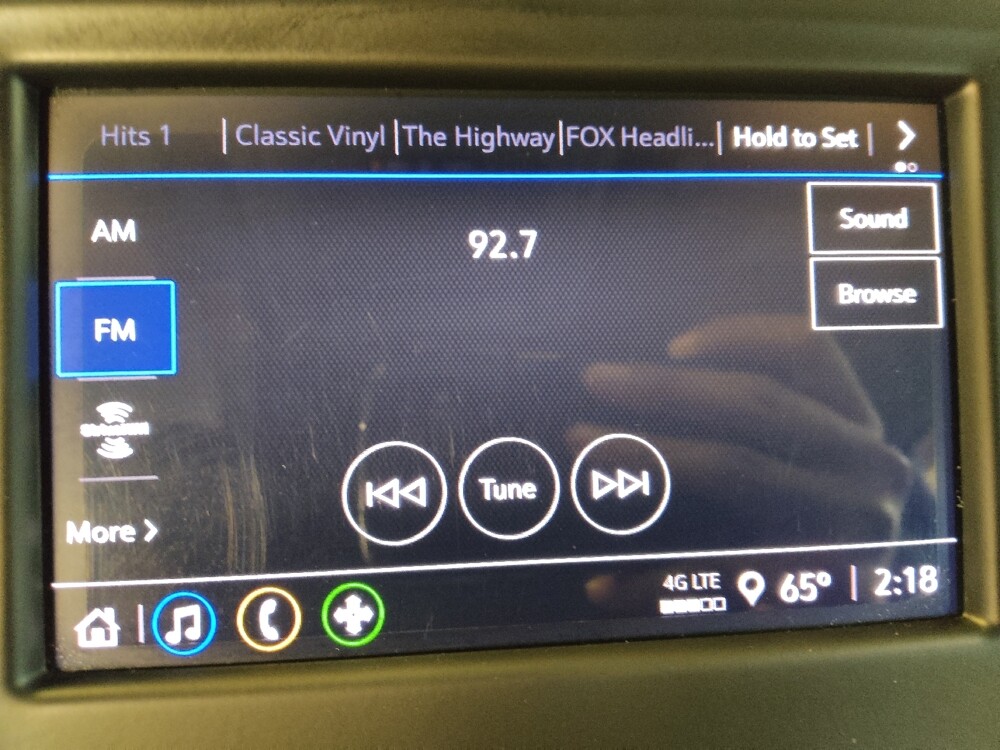 Hits 1 | Classic Vinyl | The Highway | FOX Headli... | Hold to Set |
AM
92.7
Sound
Browse
FM
More
Tune
4G LTE
65° | 2:18